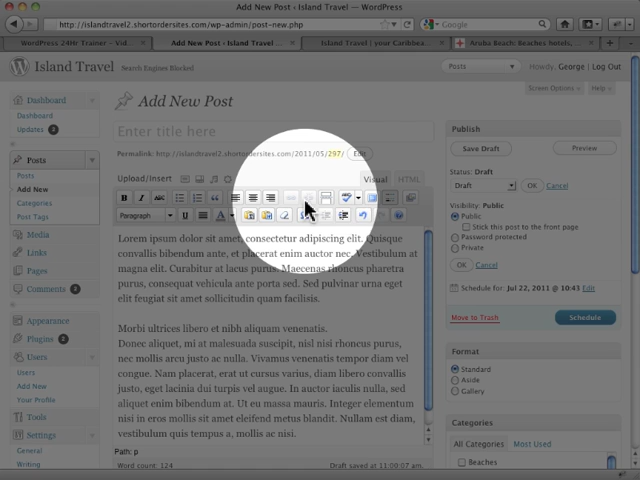 Add New Post ‹ Island Travel — WordPress
http://islandtravel2.shortordersites.com/wp-admin/post-new.php
Google
WordPress 24Hr Trainer – Vid...
Add New Post ‹ Island Travel ...
Island Travel | your Caribbea...
Aruba Beach: Beaches hotels, ...
Island Travel
Search Engines Blocked
Posts
Howdy, George | Log Out
Screen Options
Help
Dashboard
Dashboard
Updates 2
Posts
Posts
Add New
Categories
Post Tags
Media
Links
Pages
Comments 2
Appearance
Plugins 2
Users
Users
Add New
Your Profile
Tools
Settings
General
Writing
Add New Post
Enter title here
Permalink: http://islandtravel2.shortordersites.com/2011/05/297/ Edit
Upload/Insert
Visual
HTML
B I ABC
Paragraph U A
Lorem ipsum dolor sit amet, consectetur adipiscing elit. Quisque
convallis bibendum ante, et placerat enim auctor nec. Vestibulum at
magna elit. Curabitur at lacus purus. Maecenas rhoncus pharetra
purus, consequat vehicula ante porta sed. Sed pulvinar urna eget
elit feugiat sit amet sollicitudin quam facilisis.
Morbi ultrices libero et nibh aliquam venenatis.
Donec aliquet, mi at malesuada suscipit, nisl nisi rhoncus purus,
nec mollis arcu justo ac nulla. Vivamus venenatis tempor diam vel
congue. Nam placerat, erat ut cursus varius, diam libero convallis
justo, eget lacinia dui turpis vel augue. In auctor iaculis nulla, sed
aliquam enim bibendum at. Ut eu massa mauris. Integer elementum
nisi in eros mollis sit amet eleifend metus blandit. Nullam est diam,
vestibulum quis tempus a, mollis ac nisi.
Path: p
Word count: 124
Draft saved at 11:00:07 am.
Publish
Save Draft
Preview
Status: Draft
Draft OK Cancel
Visibility: Public
Public
Stick this post to the front page
Password protected
Private
OK Cancel
Schedule for: Jul 22, 2011 @ 10:43 Edit
Move to Trash
Schedule
Format
Standard
Aside
Gallery
Categories
All Categories
Most Used
Beaches